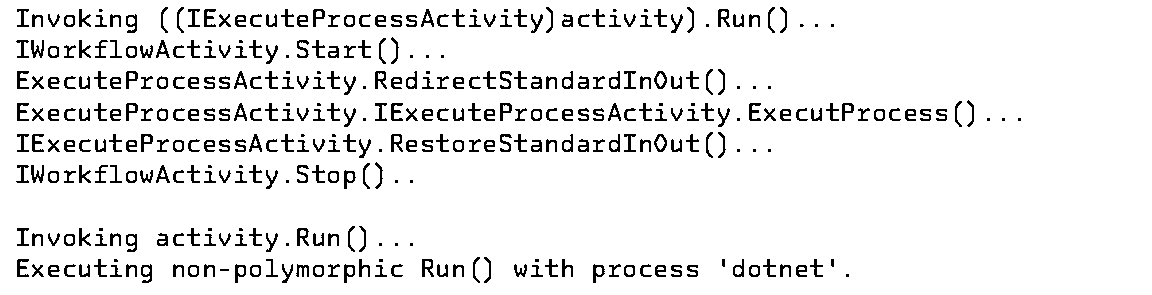 Invoking ((IExecuteProcessActivity)activity).Run()...
IWorkflowActivity.Start()...
ExecuteProcessActivity.RedirectStandardInOut()...
ExecuteProcessActivity.IExecuteProcessActivity.ExecutProcess()...
IExecuteProcessActivity.RestoreStandardInOut()...
IWorkflowActivity.Stop()..
Invoking activity.Run()...
Executing non-polymorphic Run() with process 'dotnet'.